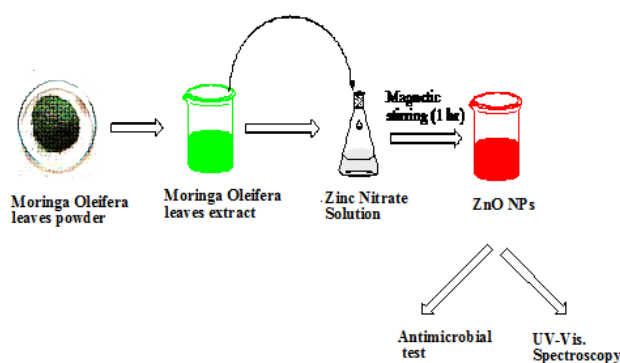 Magnetic
stirring (1 hr)
Moringa Oleifera
leaves powder
Moringa Oleifera
leaves extract
.Zinc Nitrate
Solution
ZnO NPs
Antimicrobial
test
UV-Vis.
Spectroscopy